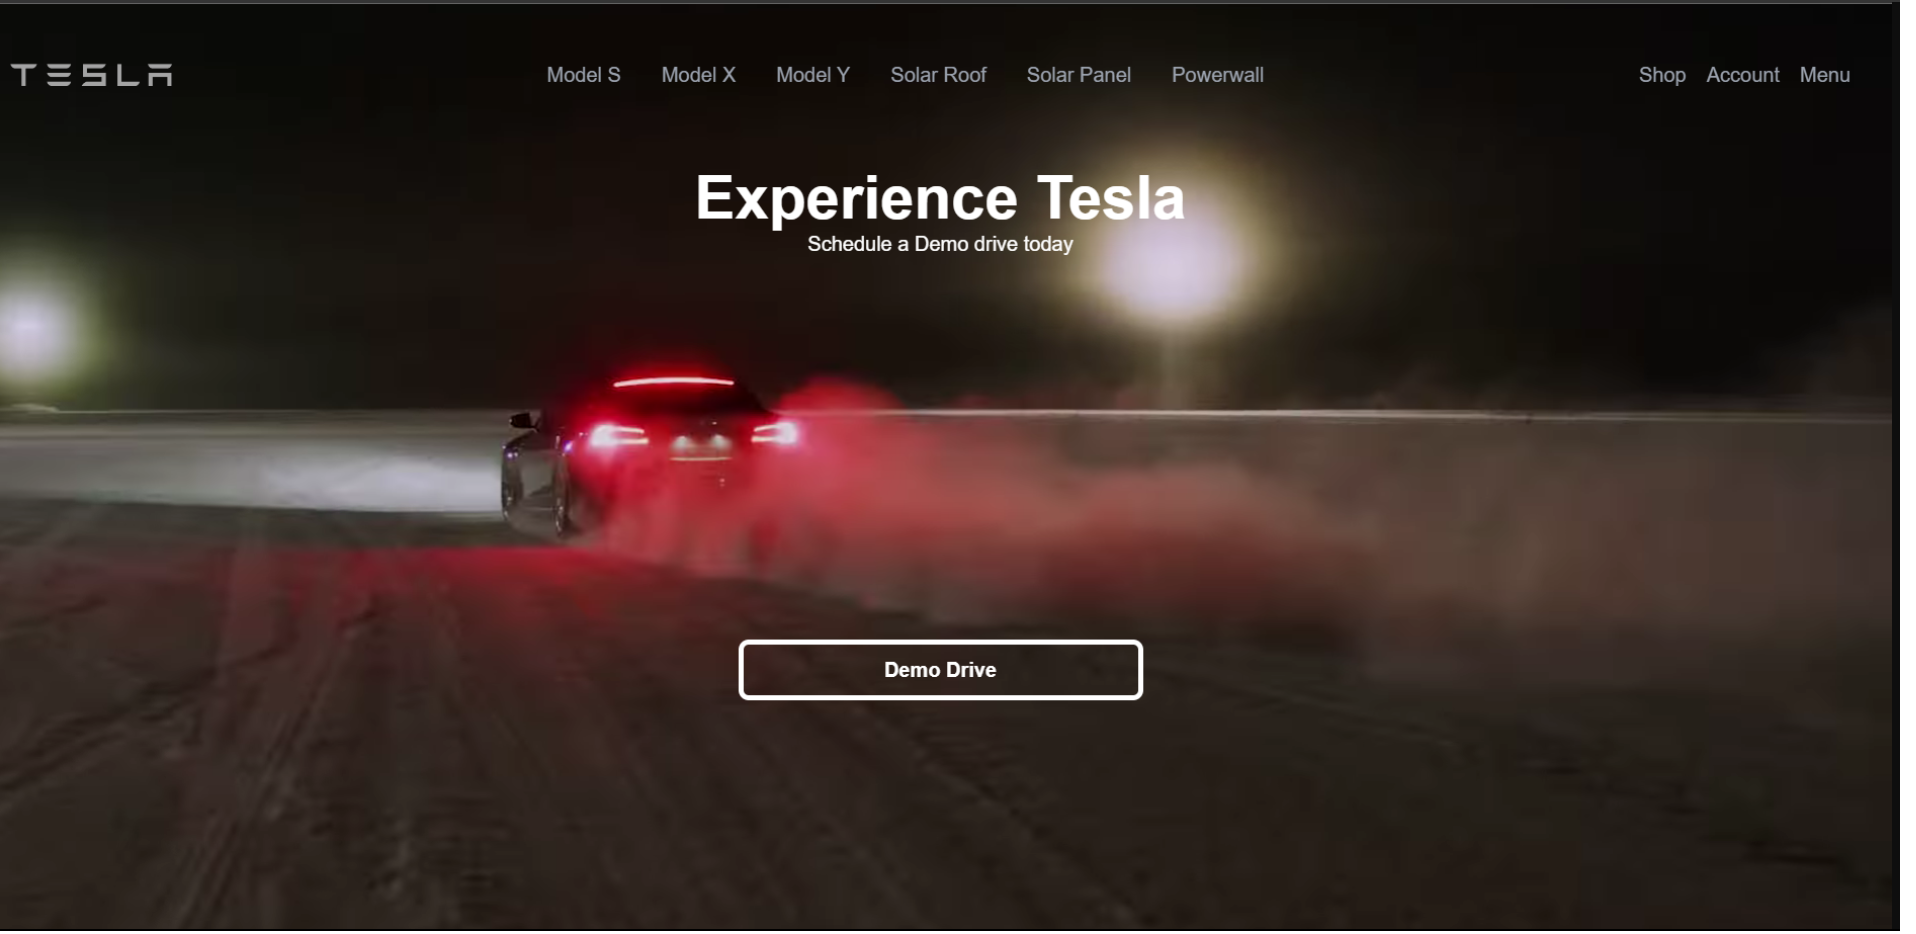 TESLA Model S Model X Model Y Solar Roof Solar Panel Powerwall Shop Account Menu
Experience Tesla
Schedule a Demo drive today
Demo Drive